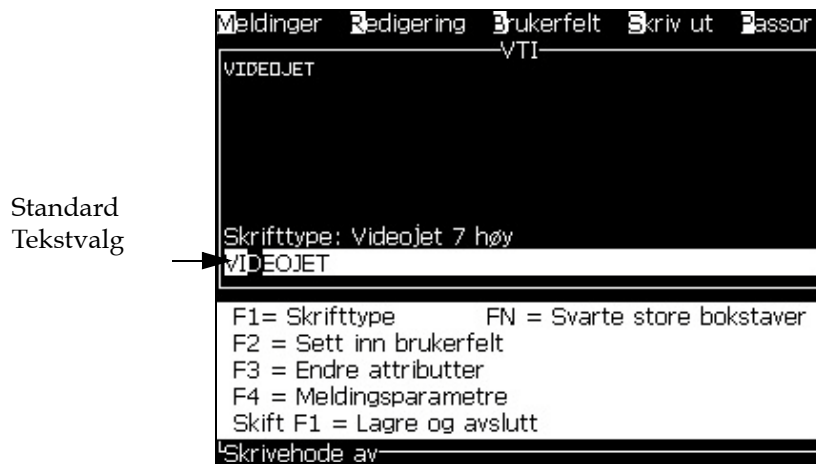 Meldinger Redigering Brukerfelt Skriv ut Passor
VTI
VIDEOJET
Standard
Tekstvalg
Skrifttype: Videojet 7 høy
VIDEOJET
F1= Skrifttype FN = Svarte store bokstaver
F2 = Sett inn brukerfelt
F3 = Endre attributter
F4 = Meldingsparametre
Skift F1 = Lagre og avslutt
Skrivehode av